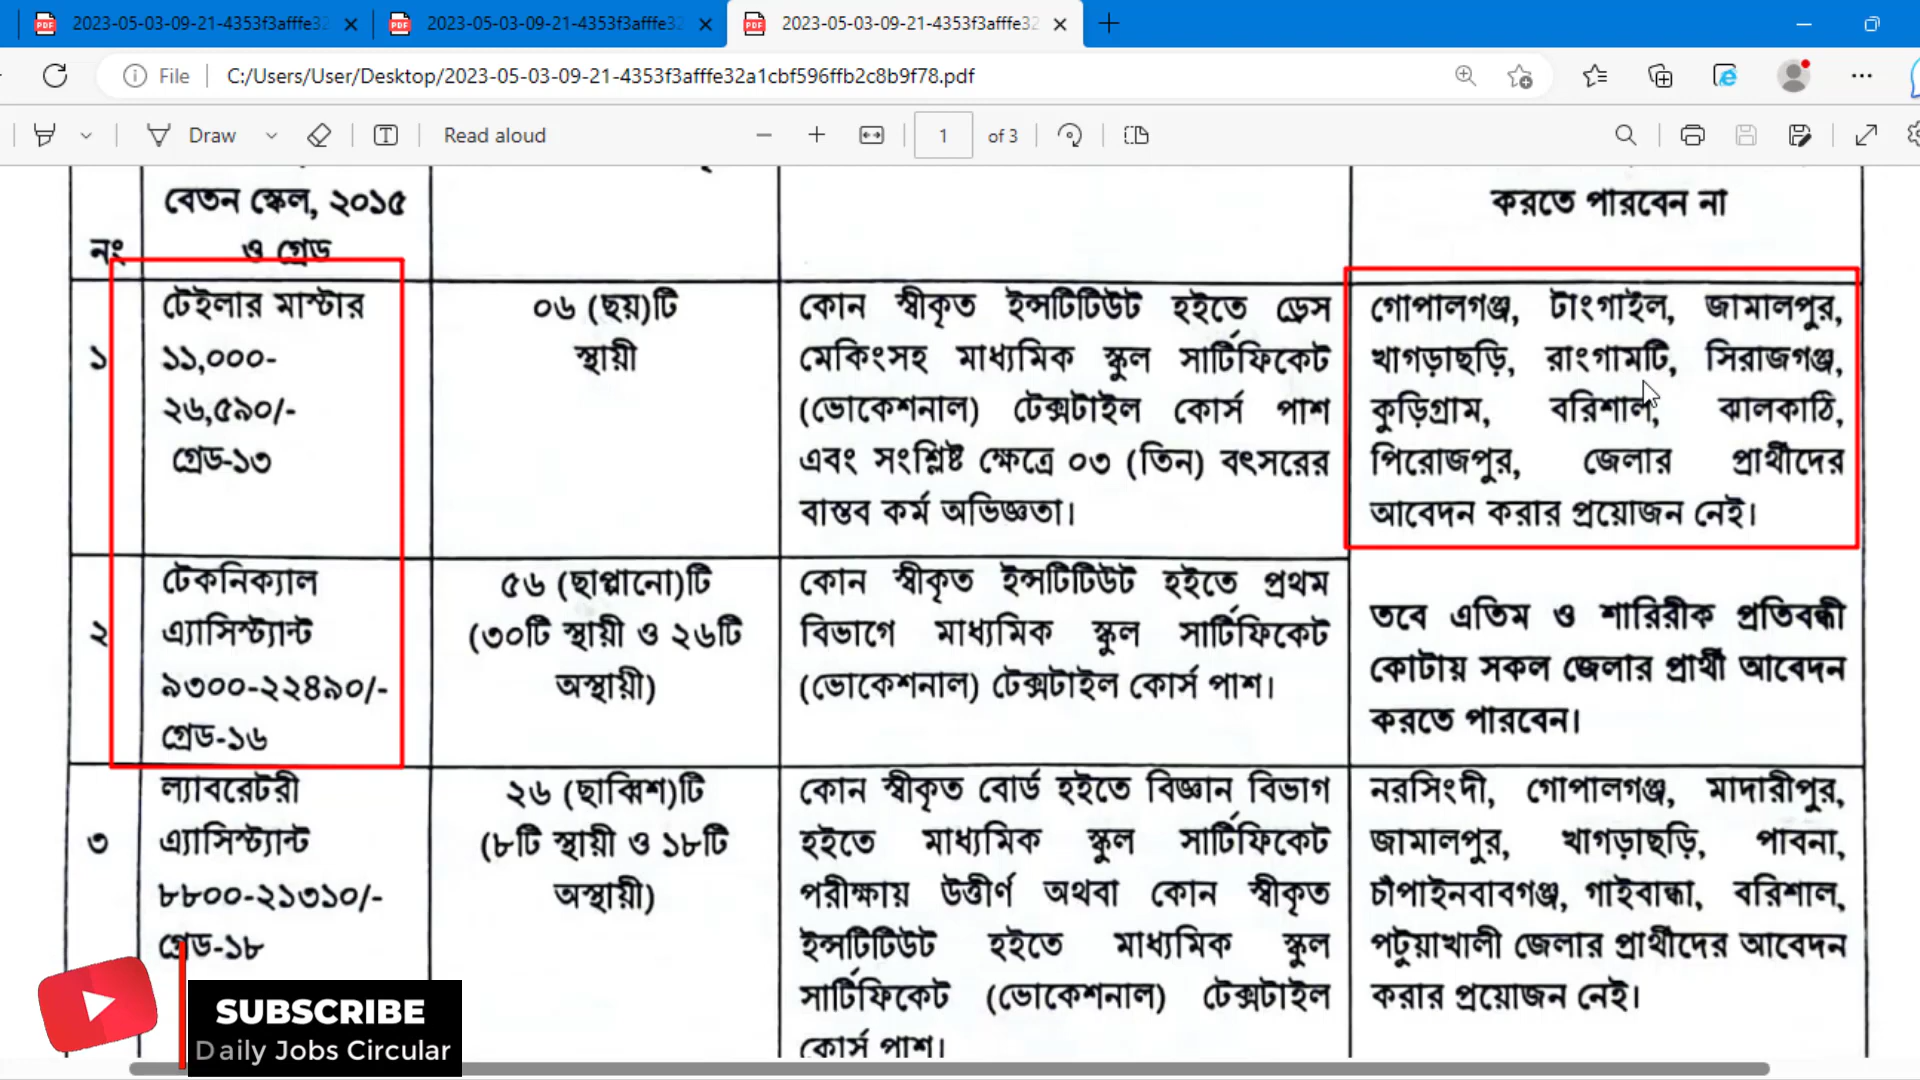 2023-05-03-09-21-4353f3afffe32
2023-05-03-09-21-4353f3afffe32
2023-05-03-09-21-4353f3afffe32
File
C:/Users/User/Desktop/2023-05-03-09-21-4353f3afffe32a1cbf596ffb2c8b9f78.pdf
Draw
Read aloud
1 of 3
নং
বেতন স্কেল, ২০১৫
ও গ্রেড
করতে পারবেন না
১
টেইলার মাস্টার
১১,০০০-
২৬,৫৯০/-
গ্রেড-১৩
০৬ (ছয়)টি
স্থায়ী
কোন স্বীকৃত ইন্সটিটিউট হইতে ড্রেস
মেকিংসহ মাধ্যমিক স্কুল সার্টিফিকেট
(ভোকেশনাল) টেক্সটাইল কোর্স পাশ
এবং সংশ্লিষ্ট ক্ষেত্রে ০৩ (তিন) বৎসরের
বাস্তব কর্ম অভিজ্ঞতা।
গোপালগঞ্জ, টাংগাইল, জামালপুর,
খাগড়াছড়ি, রাংগামটি, সিরাজগঞ্জ,
কুড়িগ্রাম, বরিশাল, ঝালকাঠি,
পিরোজপুর, জেলার প্রার্থীদের
আবেদন করার প্রয়োজন নেই।
২
টেকনিক্যাল
এ্যাসিস্ট্যান্ট
৯৩০০-২২৪৯০/-
গ্রেড-১৬
৫৬ (ছাপ্পানো)টি
(৩০টি স্থায়ী ও ২৬টি
অস্থায়ী)
কোন স্বীকৃত ইন্সটিটিউট হইতে প্রথম
বিভাগে মাধ্যমিক স্কুল সার্টিফিকেট
(ভোকেশনাল) টেক্সটাইল কোর্স পাশ।
তবে এতিম ও শারিরীক প্রতিবন্ধী
কোটায় সকল জেলার প্রার্থী আবেদন
করতে পারবেন।
৩
ল্যাবরেটরী
এ্যাসিস্ট্যান্ট
৮৮০০-২১৩১০/-
গ্রেড-১৮
২৬ (ছাব্বিশ)টি
(৮টি স্থায়ী ও ১৮টি
অস্থায়ী)
কোন স্বীকৃত বোর্ড হইতে বিজ্ঞান বিভাগ
হইতে মাধ্যমিক স্কুল সার্টিফিকেট
পরীক্ষায় উত্তীর্ণ অথবা কোন স্বীকৃত
ইন্সটিটিউট হইতে মাধ্যমিক স্কুল
সার্টিফিকেট (ভোকেশনাল) টেক্সটাইল
কোর্স পাশ।
নরসিংদী, গোপালগঞ্জ, মাদারীপুর,
জামালপুর, খাগড়াছড়ি, পাবনা,
চাঁপাইনবাবগঞ্জ, গাইবান্ধা, বরিশাল,
পটুয়াখালী জেলার প্রার্থীদের আবেদন
করার প্রয়োজন নেই।
SUBSCRIBE
Daily Jobs Circular